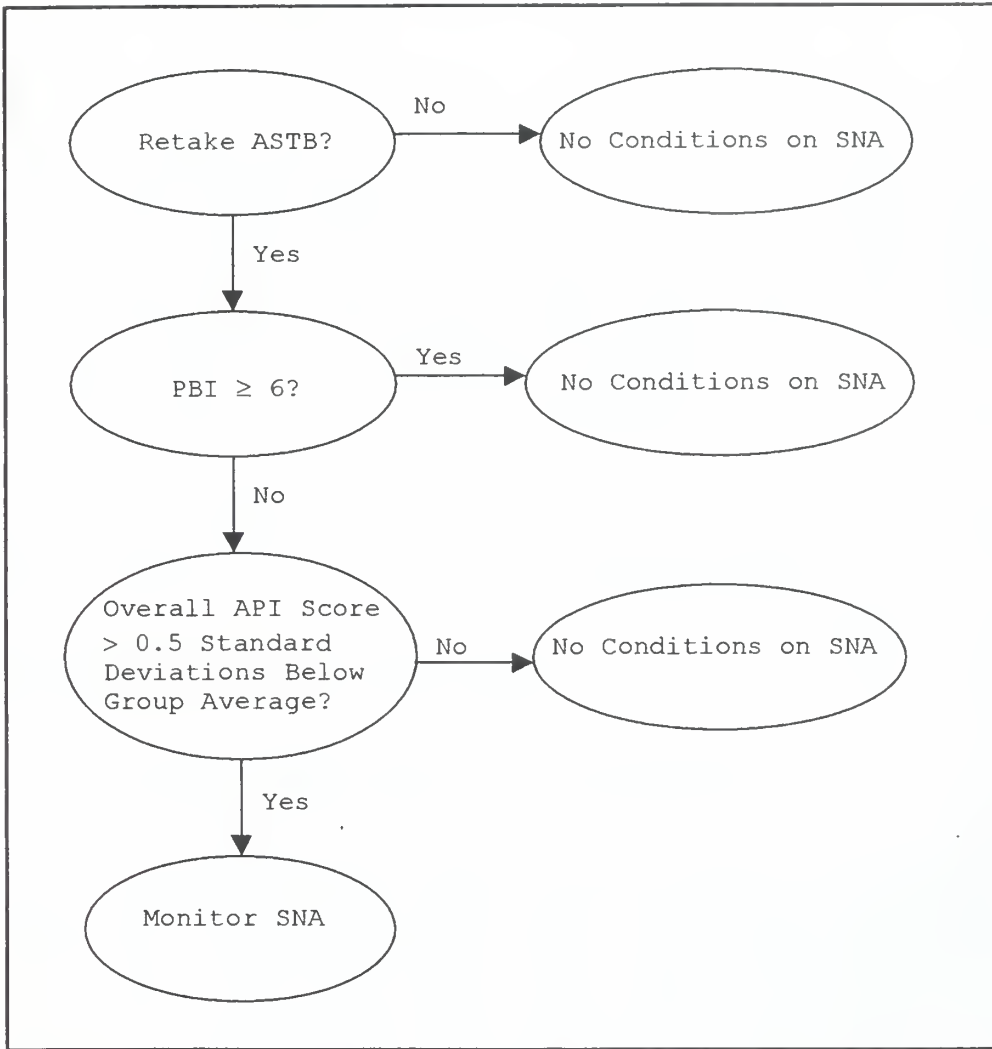 Retake ASTB?
No
No Conditions on SNA
Yes
PBI ≥ 6?
Yes
No Conditions on SNA
No
Overall API Score
> 0.5 Standard
Deviations Below
Group Average?
No
No Conditions on SNA
Yes
Monitor SNA